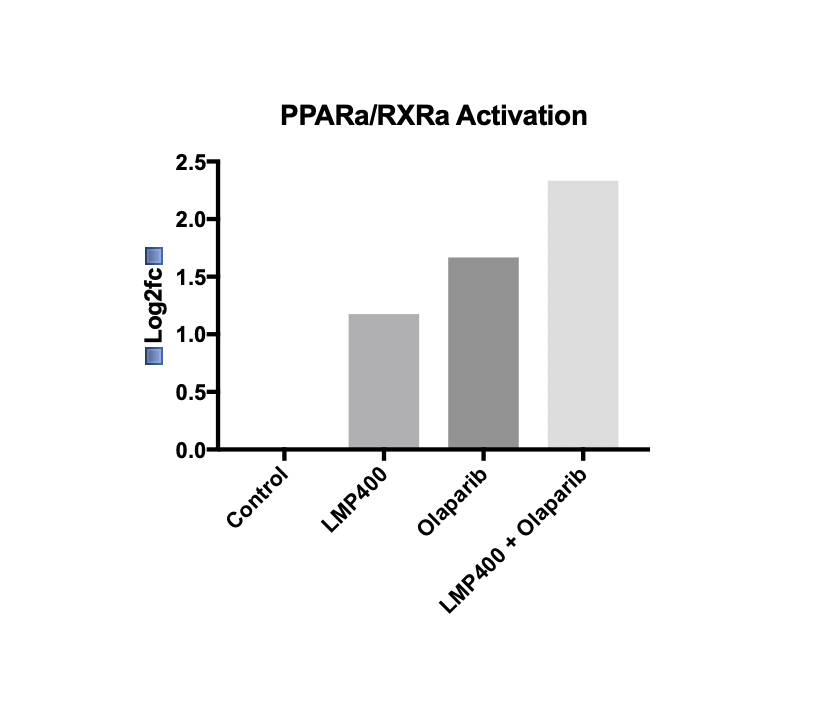 PPARa/RXRa Activation
2.5
2.0
1.5
1.0
0.5
0.0
Log2fc
Control
LMP400
Olaparib
LMP400 + Olaparib